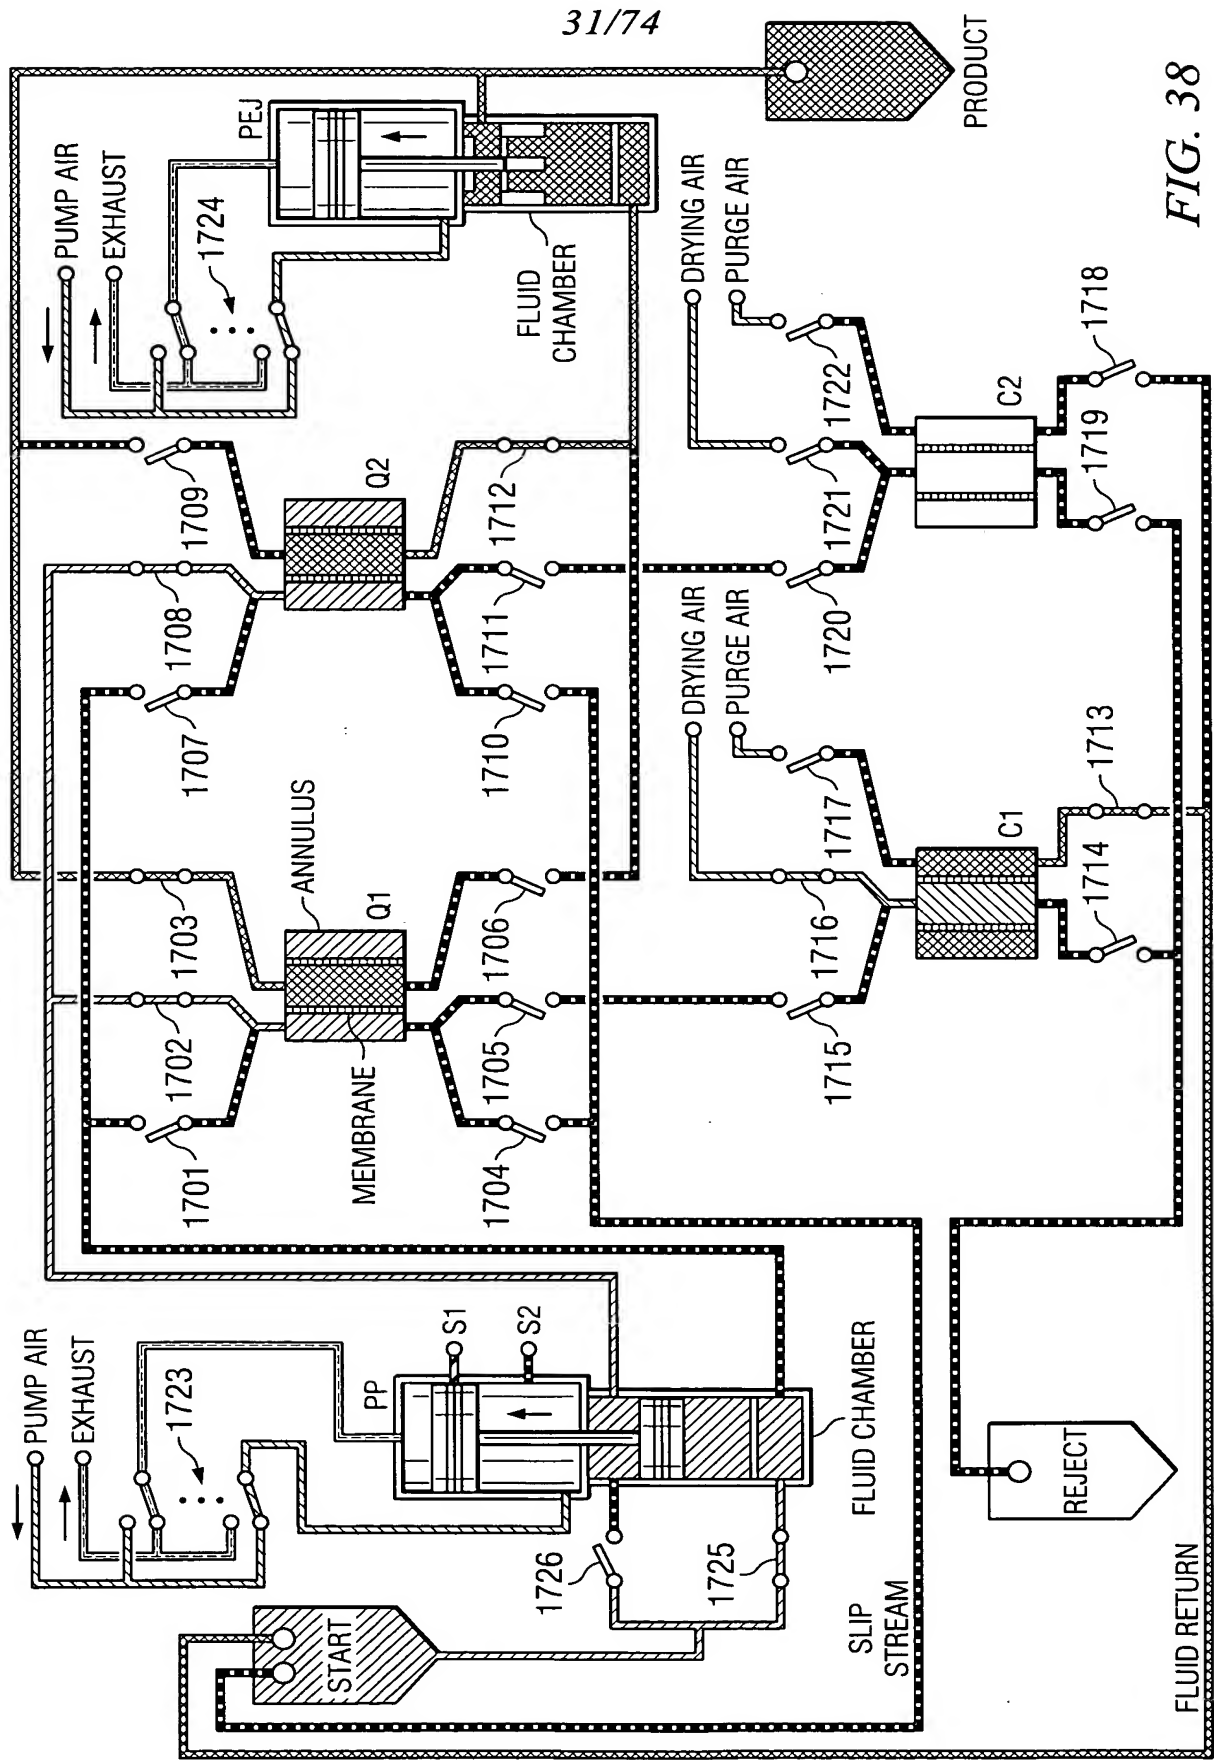 31/74
PUMP AIR
EXHAUST
1723
START
1726
1725
SLIP
STREAM
PP
S1
S2
FLUID CHAMBER
REJECT
FLUID RETURN
1701
1702
1703
MEMBRANE
ANNULUS
Q1
1704
1705
1706
1707
1708
1709
Q2
1710
1711
1712
PUMP AIR
EXHAUST
1724
PEJ
FLUID
CHAMBER
PRODUCT
DRYING AIR
PURGE AIR
1715
1716
1717
C1
1714
1713
DRYING AIR
PURGE AIR
1720
1721
1722
C2
1719
1718
FIG. 38